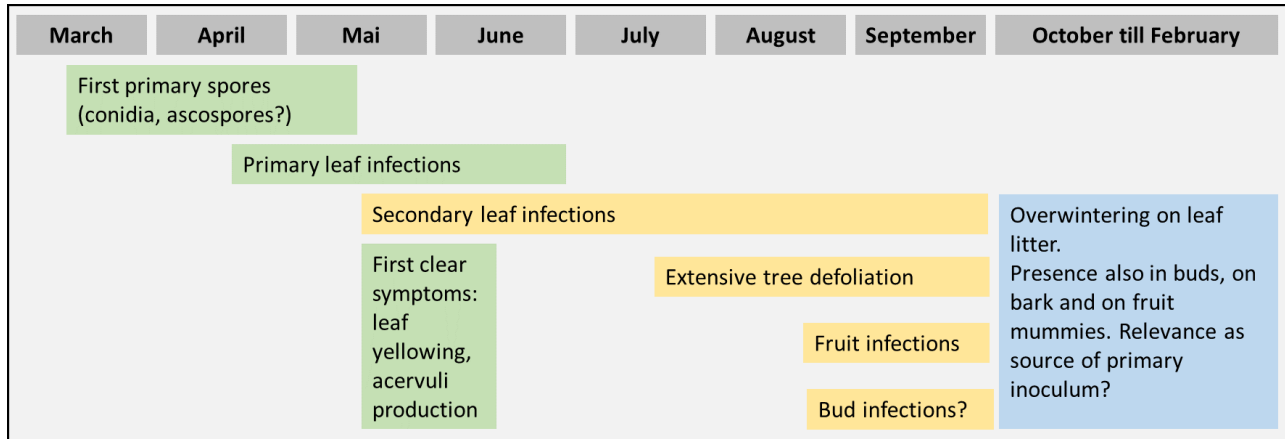 March April Mai June July August September October till February
First primary spores
(conidia, ascospores?)
Primary leaf infections
Secondary leaf infections
First clear
symptoms:
leaf
yellowing,
acervuli
production
Extensive tree defoliation
Fruit infections
Bud infections?
Overwintering on leaf
litter.
Presence also in buds, on
bark and on fruit
mummies. Relevance as
source of primary
inoculum?